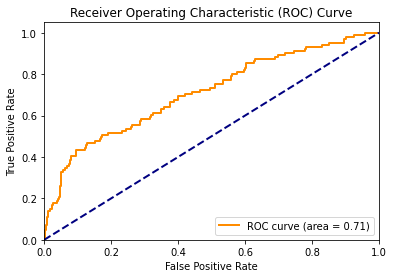 Receiver Operating Characteristic (ROC) Curve
True Positive Rate
1.0
0.8
0.6
0.4
0.2
0.0
ROC curve (area = 0.71)
0.0 0.2 0.4 0.6 0.8 1.0
False Positive Rate